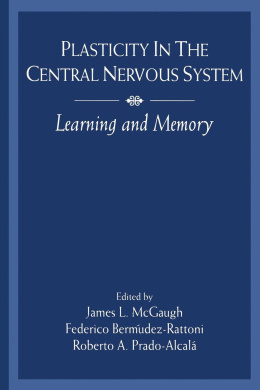 PLASTICITY IN THE
CENTRAL NERVOUS SYSTEM
Learning and Memory
Edited by
James L. McGaugh
Federico Bermúdez-Rattoni
Roberto A. Prado-Alcalá